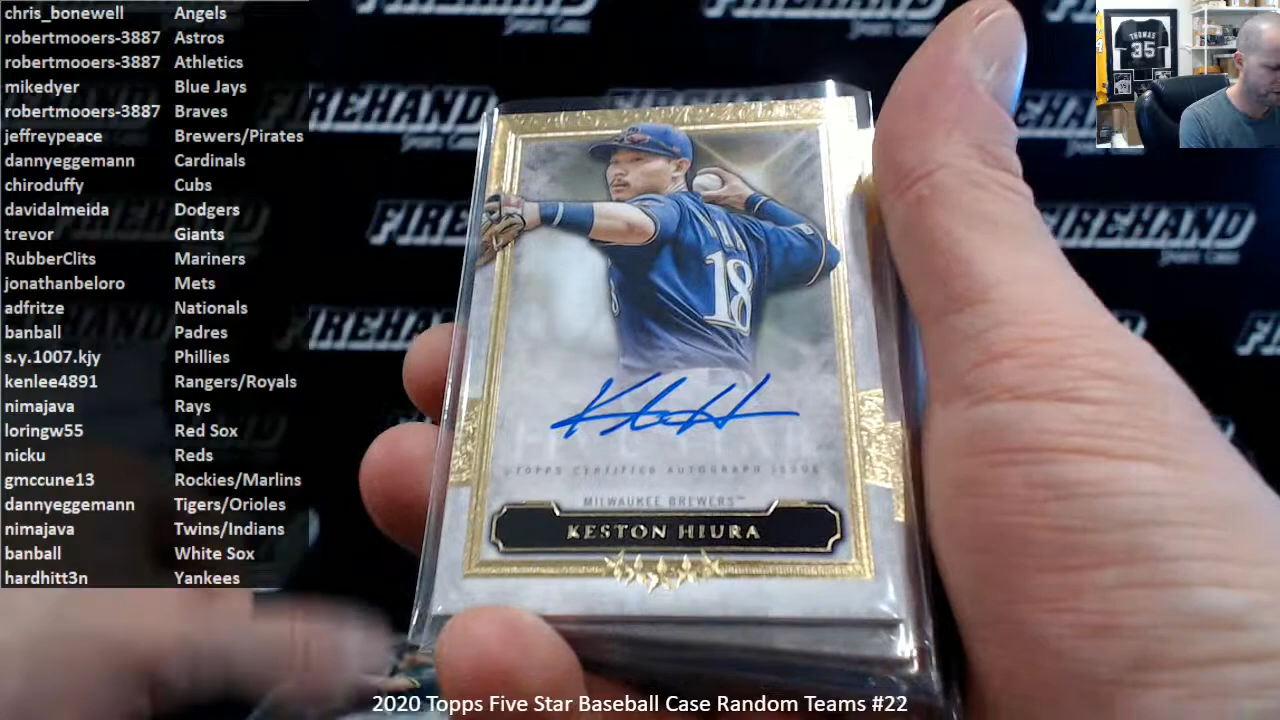 chris_bonewell Angels
robertmooers-3887 Astros
robertmooers-3887 Athletics
mikedyer Blue Jays
robertmooers-3887 Braves
jeffreypeace Brewers/Pirates
dannyeggemann Cardinals
chiroduffy Cubs
davidalmeida Dodgers
trevor Giants
RubberClits Mariners
jonathanbeloro Mets
adfritze Nationals
banball Padres
s.y.1007.kjy Phillies
kenlee4891 Rangers/Royals
nimajava Rays
loringw55 Red Sox
nicku Reds
gmccune13 Rockies/Marlins
dannyeggemann Tigers/Orioles
nimajava Twins/Indians
banball White Sox
hardhitt3n Yankees
THOMAS
35
FIREHAND
FIREHAND
FIREHAND
18
TOPPS CERTIFIED AUTOGRAPH ISSUE
MILWAUKEE BREWERS™
KESTON HIURA
2020 Topps Five Star Baseball Case Random Teams #22